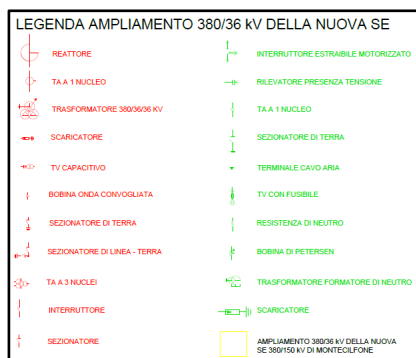 LEGENDA AMPLIAMENTO 380/36 kV DELLA NUOVA SE
REATTORE
TA A 1 NUCLEO
TRASFORMATORE 380/36/36 KV
SCARICATORE
TV CAPACITIVO
BOBINA ONDA CONVOGLIATA
SEZIONATORE DI TERRA
SEZIONATORE DI LINEA - TERRA
TA A 3 NUCLEI
INTERRUTTORE
SEZIONATORE
INTERRUTTORE ESTRAIBILE MOTORIZZATO
RILEVATORE PRESENZA TENSIONE
TA A 1 NUCLEO
SEZIONATORE DI TERRA
TERMINALE CAVO ARIA
TV CON FUSIBILE
RESISTENZA DI NEUTRO
BOBINA DI PETERSEN
TRASFORMATORE FORMATORE DI NEUTRO
SCARICATORE
AMPLIAMENTO 380/36 kV DELLA NUOVA
SE 380/150 kV DI MONTECILFONE